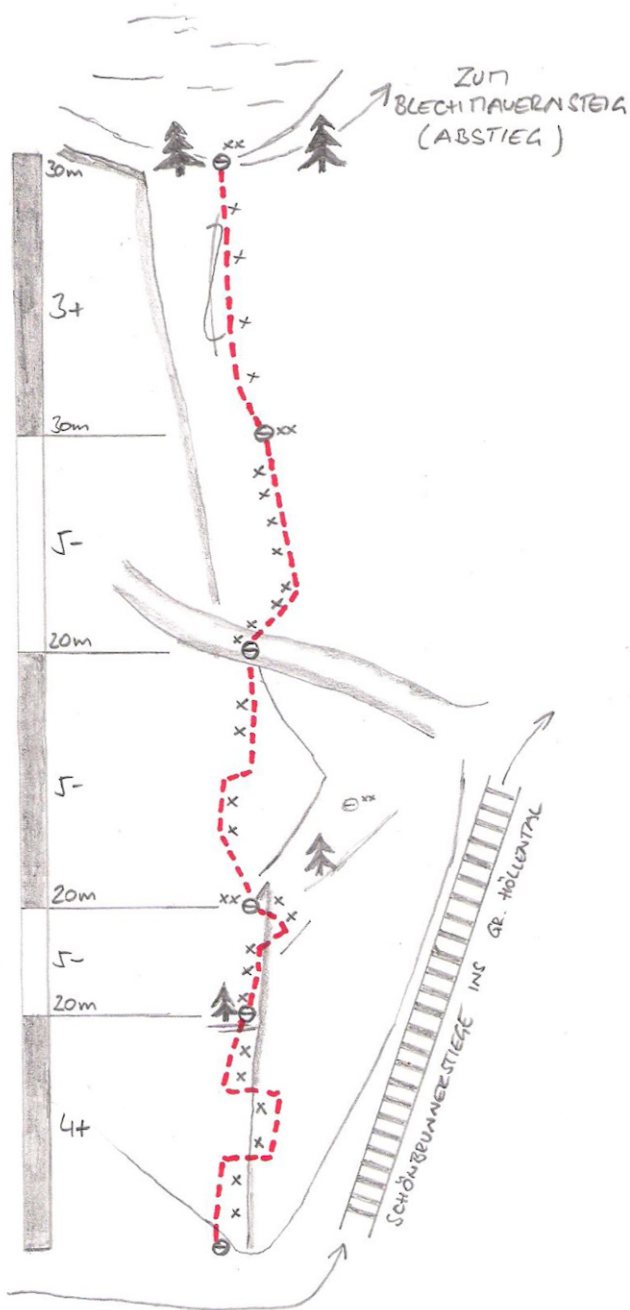 ZUM
BLECHMAUERNSTEIG
(ABSTIEG)
30m
3+
30m
5-
20m
5-
20m
5-
20m
4+
SCHÖNBRUNNERSTIEGE INS GR. HÖLLENTAL